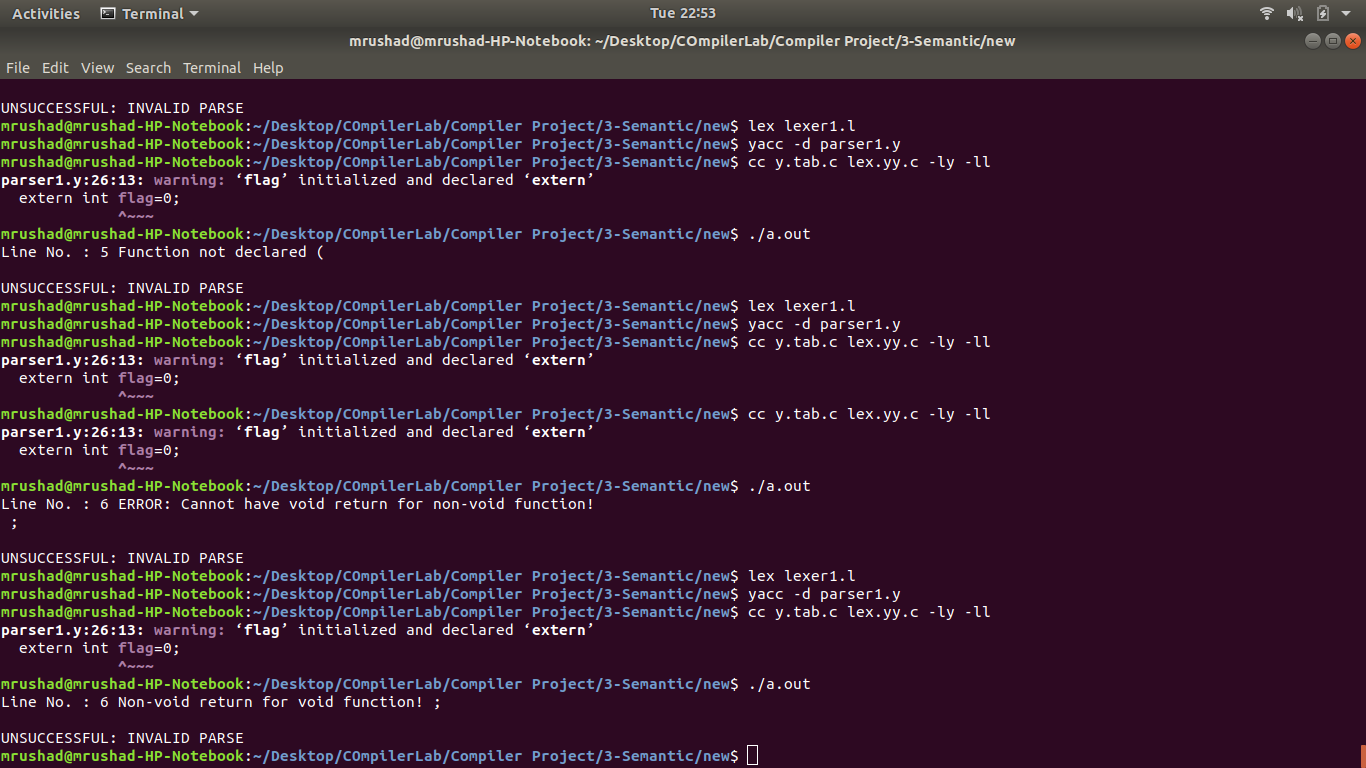 Activities Terminal Tue 22:53
mrushad@mrushad-HP-Notebook: ~/Desktop/COmpilerLab/Compiler Project/3-Semantic/new
File Edit View Search Terminal Help
UNSUCCESSFUL: INVALID PARSE
mrushad@mrushad-HP-Notebook:~/Desktop/COmpilerLab/Compiler Project/3-Semantic/new$ lex lexer1.l
mrushad@mrushad-HP-Notebook:~/Desktop/COmpilerLab/Compiler Project/3-Semantic/new$ yacc -d parser1.y
mrushad@mrushad-HP-Notebook:~/Desktop/COmpilerLab/Compiler Project/3-Semantic/new$ cc y.tab.c lex.yy.c -ly -ll
parser1.y:26:13: warning: ‘flag’ initialized and declared ‘extern’
extern int flag=0;
^~~~
mrushad@mrushad-HP-Notebook:~/Desktop/COmpilerLab/Compiler Project/3-Semantic/new$ ./a.out
Line No. : 5 Function not declared (
UNSUCCESSFUL: INVALID PARSE
mrushad@mrushad-HP-Notebook:~/Desktop/COmpilerLab/Compiler Project/3-Semantic/new$ lex lexer1.l
mrushad@mrushad-HP-Notebook:~/Desktop/COmpilerLab/Compiler Project/3-Semantic/new$ yacc -d parser1.y
mrushad@mrushad-HP-Notebook:~/Desktop/COmpilerLab/Compiler Project/3-Semantic/new$ cc y.tab.c lex.yy.c -ly -ll
parser1.y:26:13: warning: ‘flag’ initialized and declared ‘extern’
extern int flag=0;
^~~~
mrushad@mrushad-HP-Notebook:~/Desktop/COmpilerLab/Compiler Project/3-Semantic/new$ cc y.tab.c lex.yy.c -ly -ll
parser1.y:26:13: warning: ‘flag’ initialized and declared ‘extern’
extern int flag=0;
^~~~
mrushad@mrushad-HP-Notebook:~/Desktop/COmpilerLab/Compiler Project/3-Semantic/new$ ./a.out
Line No. : 6 ERROR: Cannot have void return for non-void function!
;
UNSUCCESSFUL: INVALID PARSE
mrushad@mrushad-HP-Notebook:~/Desktop/COmpilerLab/Compiler Project/3-Semantic/new$ lex lexer1.l
mrushad@mrushad-HP-Notebook:~/Desktop/COmpilerLab/Compiler Project/3-Semantic/new$ yacc -d parser1.y
mrushad@mrushad-HP-Notebook:~/Desktop/COmpilerLab/Compiler Project/3-Semantic/new$ cc y.tab.c lex.yy.c -ly -ll
parser1.y:26:13: warning: ‘flag’ initialized and declared ‘extern’
extern int flag=0;
^~~~
mrushad@mrushad-HP-Notebook:~/Desktop/COmpilerLab/Compiler Project/3-Semantic/new$ ./a.out
Line No. : 6 Non-void return for void function! ;
UNSUCCESSFUL: INVALID PARSE
mrushad@mrushad-HP-Notebook:~/Desktop/COmpilerLab/Compiler Project/3-Semantic/new$